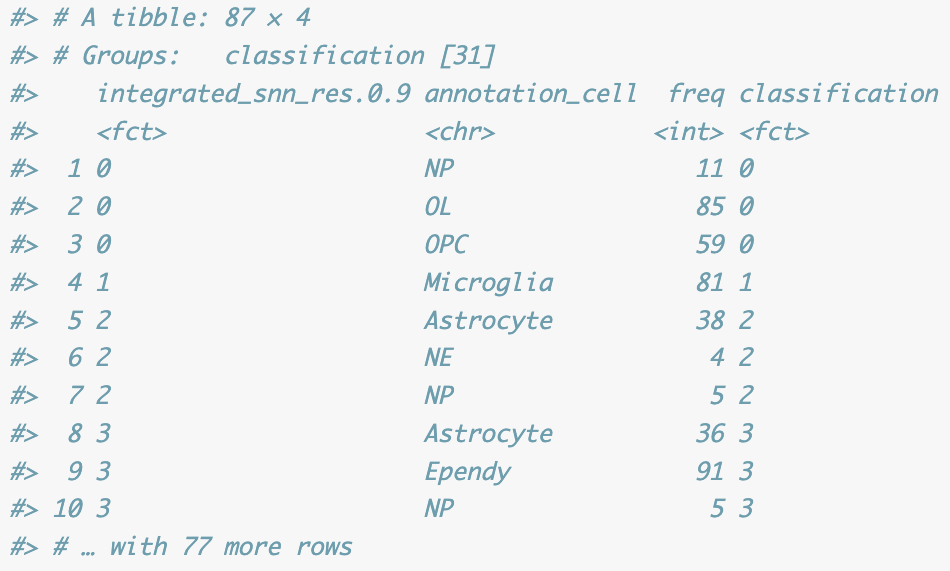 #> # A tibble: 87 × 4
#> # Groups:   classification [31]
#>    integrated_snn_res.0.9 annotation_cell  freq classification
#>    <fct>                  <chr>           <int> <fct>
#>  1 0                      NP                 11 0
#>  2 0                      OL                 85 0
#>  3 0                      OPC                59 0
#>  4 1                      Microglia          81 1
#>  5 2                      Astrocyte          38 2
#>  6 2                      NE                  4 2
#>  7 2                      NP                  5 2
#>  8 3                      Astrocyte          36 3
#>  9 3                      Ependy             91 3
#> 10 3                      NP                  5 3
#> # … with 77 more rows